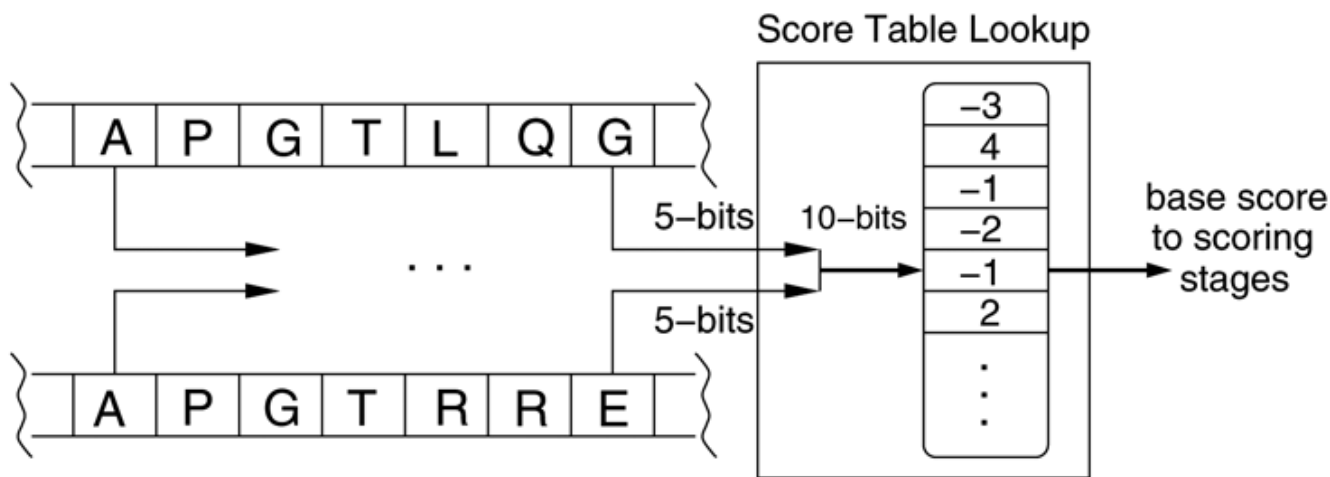 Score Table Lookup
A P G T L Q G
5–bits
10–bits
5–bits
A P G T R R E
–3
4
–1
–2
–1
2
.
.
.
. . .
base score
to scoring
stages